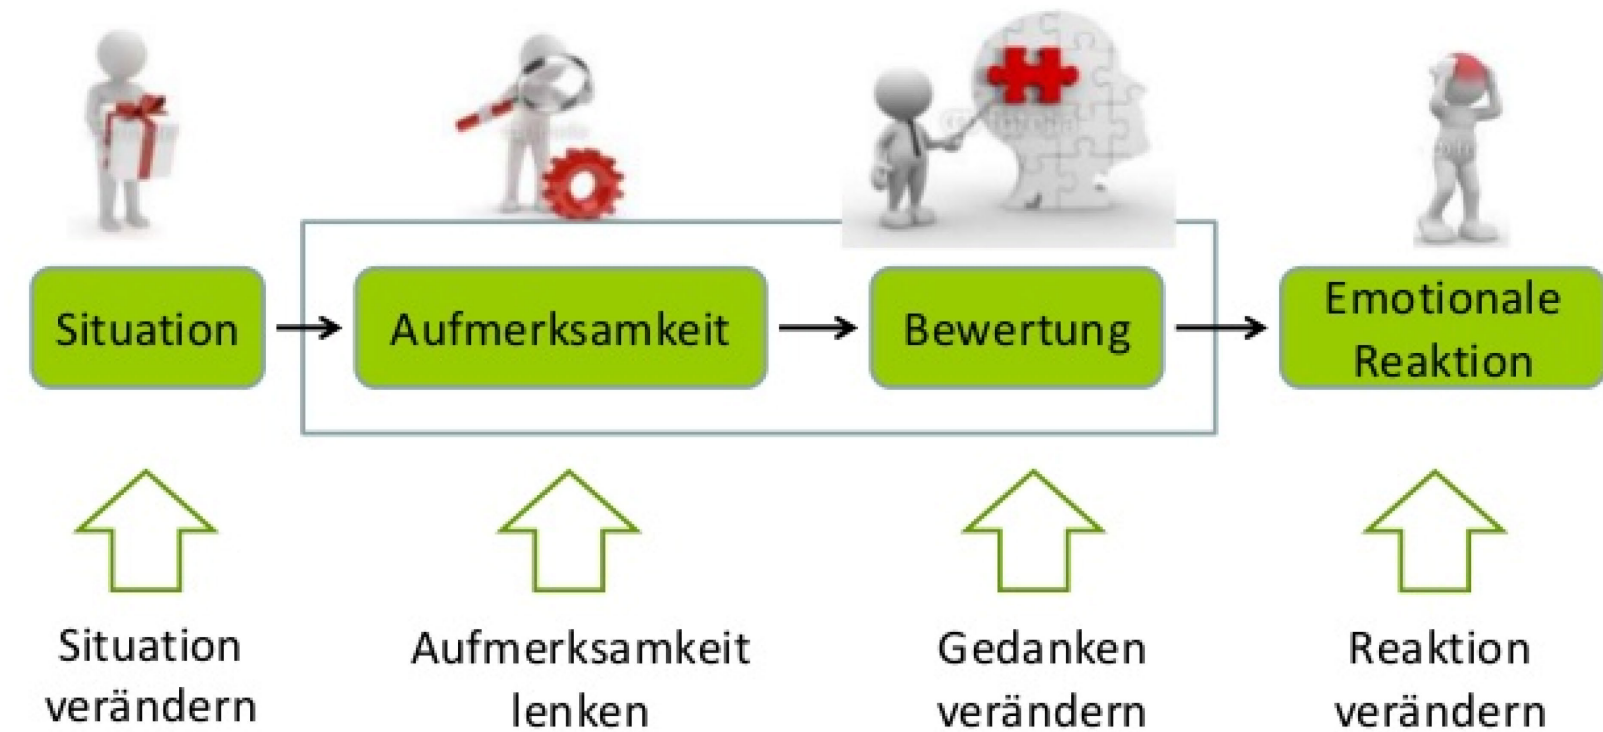 Situation
Aufmerksamkeit
Bewertung
Emotionale
Reaktion
Situation
verändern
Aufmerksamkeit
lenken
Gedanken
verändern
Reaktion
verändern